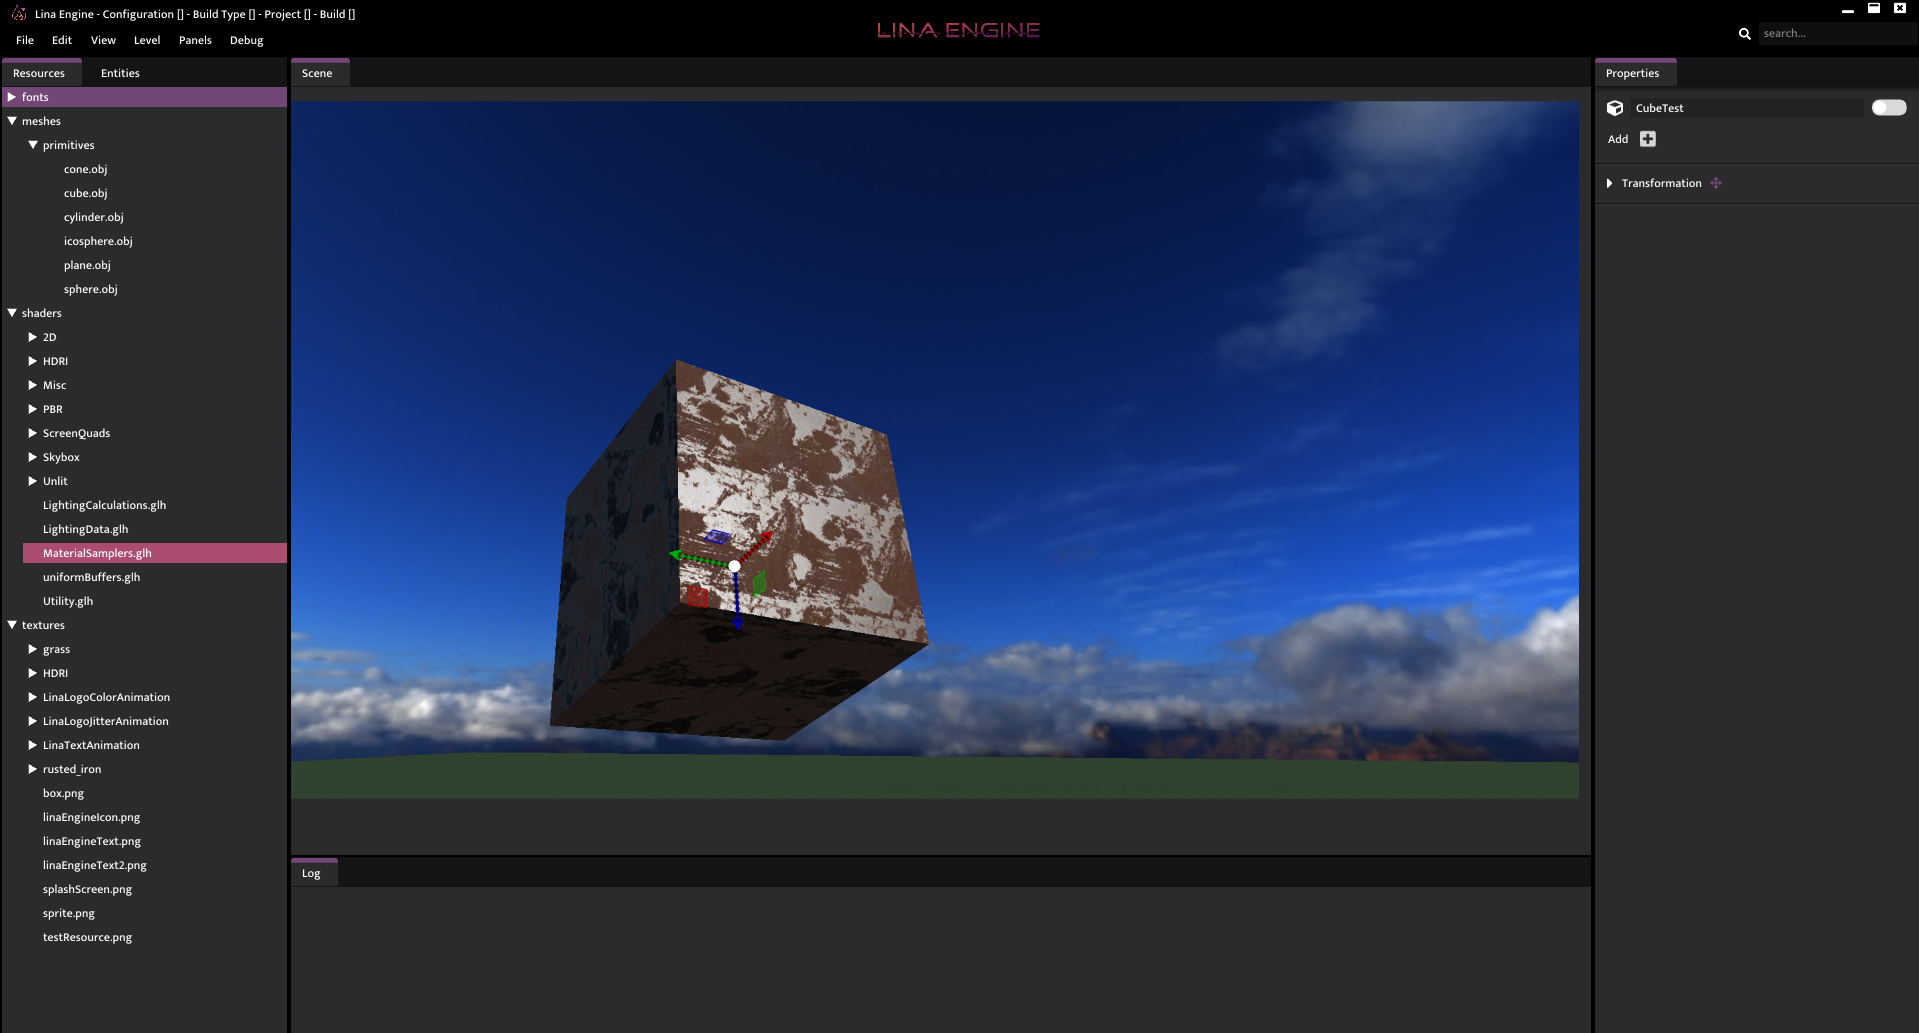 Lina Engine - Configuration [] - Build Type [] - Project [] - Build []
LINA ENGINE
File Edit View Level Panels Debug
search...
Resources Entities
fonts
meshes
primitives
cone.obj
cube.obj
cylinder.obj
icosphere.obj
plane.obj
sphere.obj
shaders
2D
HDRI
Misc
PBR
ScreenQuads
Skybox
Unlit
LightingCalculations.glh
LightingData.glh
MaterialSamplers.glh
uniformBuffers.glh
Utility.glh
textures
grass
HDRI
LinaLogoColorAnimation
LinaLogoJitterAnimation
LinaTextAnimation
rusted_iron
box.png
linaEngineIcon.png
linaEngineText.png
linaEngineText2.png
splashScreen.png
sprite.png
testResource.png
Scene
Log
Properties
CubeTest
Add
Transformation